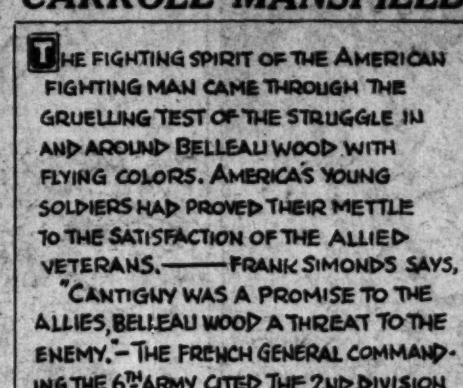 CARROLL MANSFIELD
THE FIGHTING SPIRIT OF THE AMERICAN
FIGHTING MAN CAME THROUGH THE
GRUELLING TEST OF THE STRUGGLE IN
AND AROUND BELLEAU WOOD WITH
FLYING COLORS. AMERICA'S YOUNG
SOLDIERS HAD PROVED THEIR METTLE
TO THE SATISFACTION OF THE ALLIED
VETERANS.—FRANK SIMONDS SAYS,
"CANTIGNY WAS A PROMISE TO THE
ALLIES, BELLEAU WOOD A THREAT TO THE
ENEMY."–THE FRENCH GENERAL COMMAND-
ING THE 6TH ARMY CITED THE 2ND DIVISION